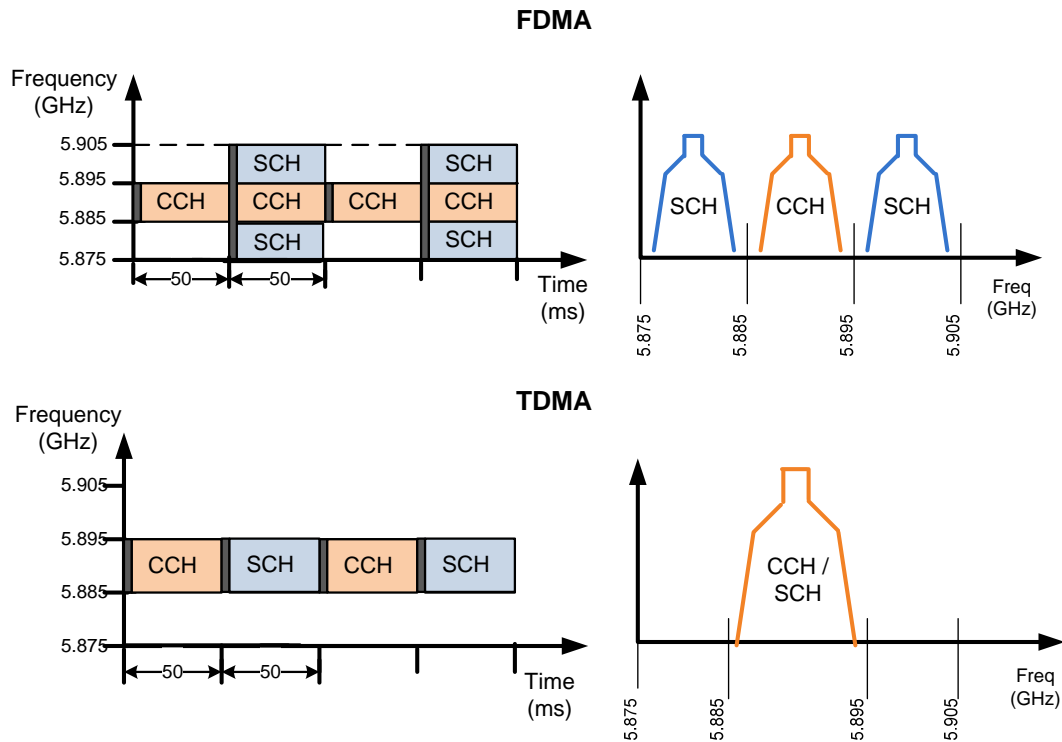 FDMA
Frequency
(GHz)
5.905
5.895
5.885
5.875
SCH
SCH
CCH
CCH
CCH
CCH
SCH
SCH
50
50
Time
(ms)
SCH
CCH
SCH
5.875
5.885
5.895
5.905
Freq
(GHz)
TDMA
Frequency
(GHz)
5.905
5.895
5.885
5.875
CCH
SCH
CCH
SCH
50
50
Time
(ms)
CCH /
SCH
5.875
5.885
5.895
5.905
Freq
(GHz)